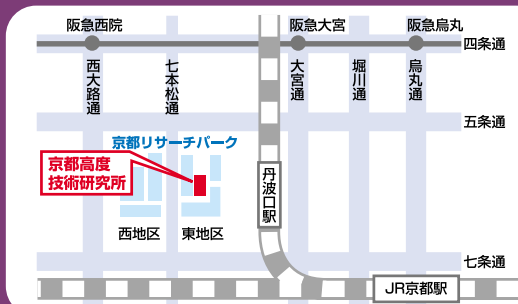 阪急西院
阪急大宮
阪急烏丸
四条通
西大路通
七本松通
大宮通
堀川通
烏丸通
五条通
京都リサーチパーク
京都高度
技術研究所
丹波口駅
西地区
東地区
七条通
JR京都駅